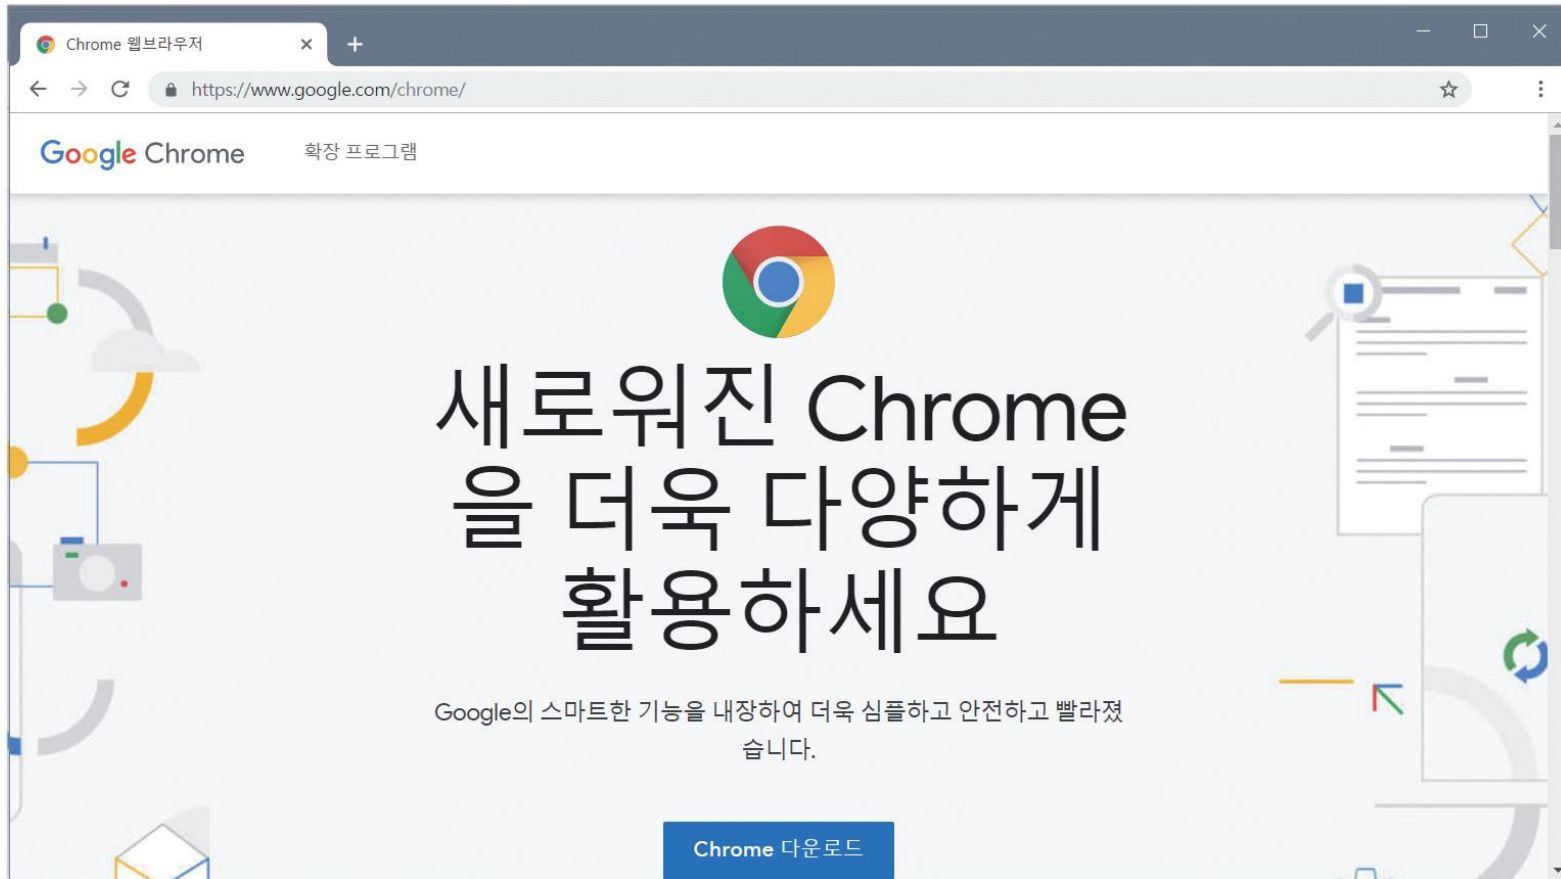 Chrome 웹브라우저
https://www.google.com/chrome/
Google Chrome 확장 프로그램
새로워진 Chrome
을 더욱 다양하게
활용하세요
Google의 스마트한 기능을 내장하여 더욱 심플하고 안전하고 빨라졌
습니다.
Chrome 다운로드